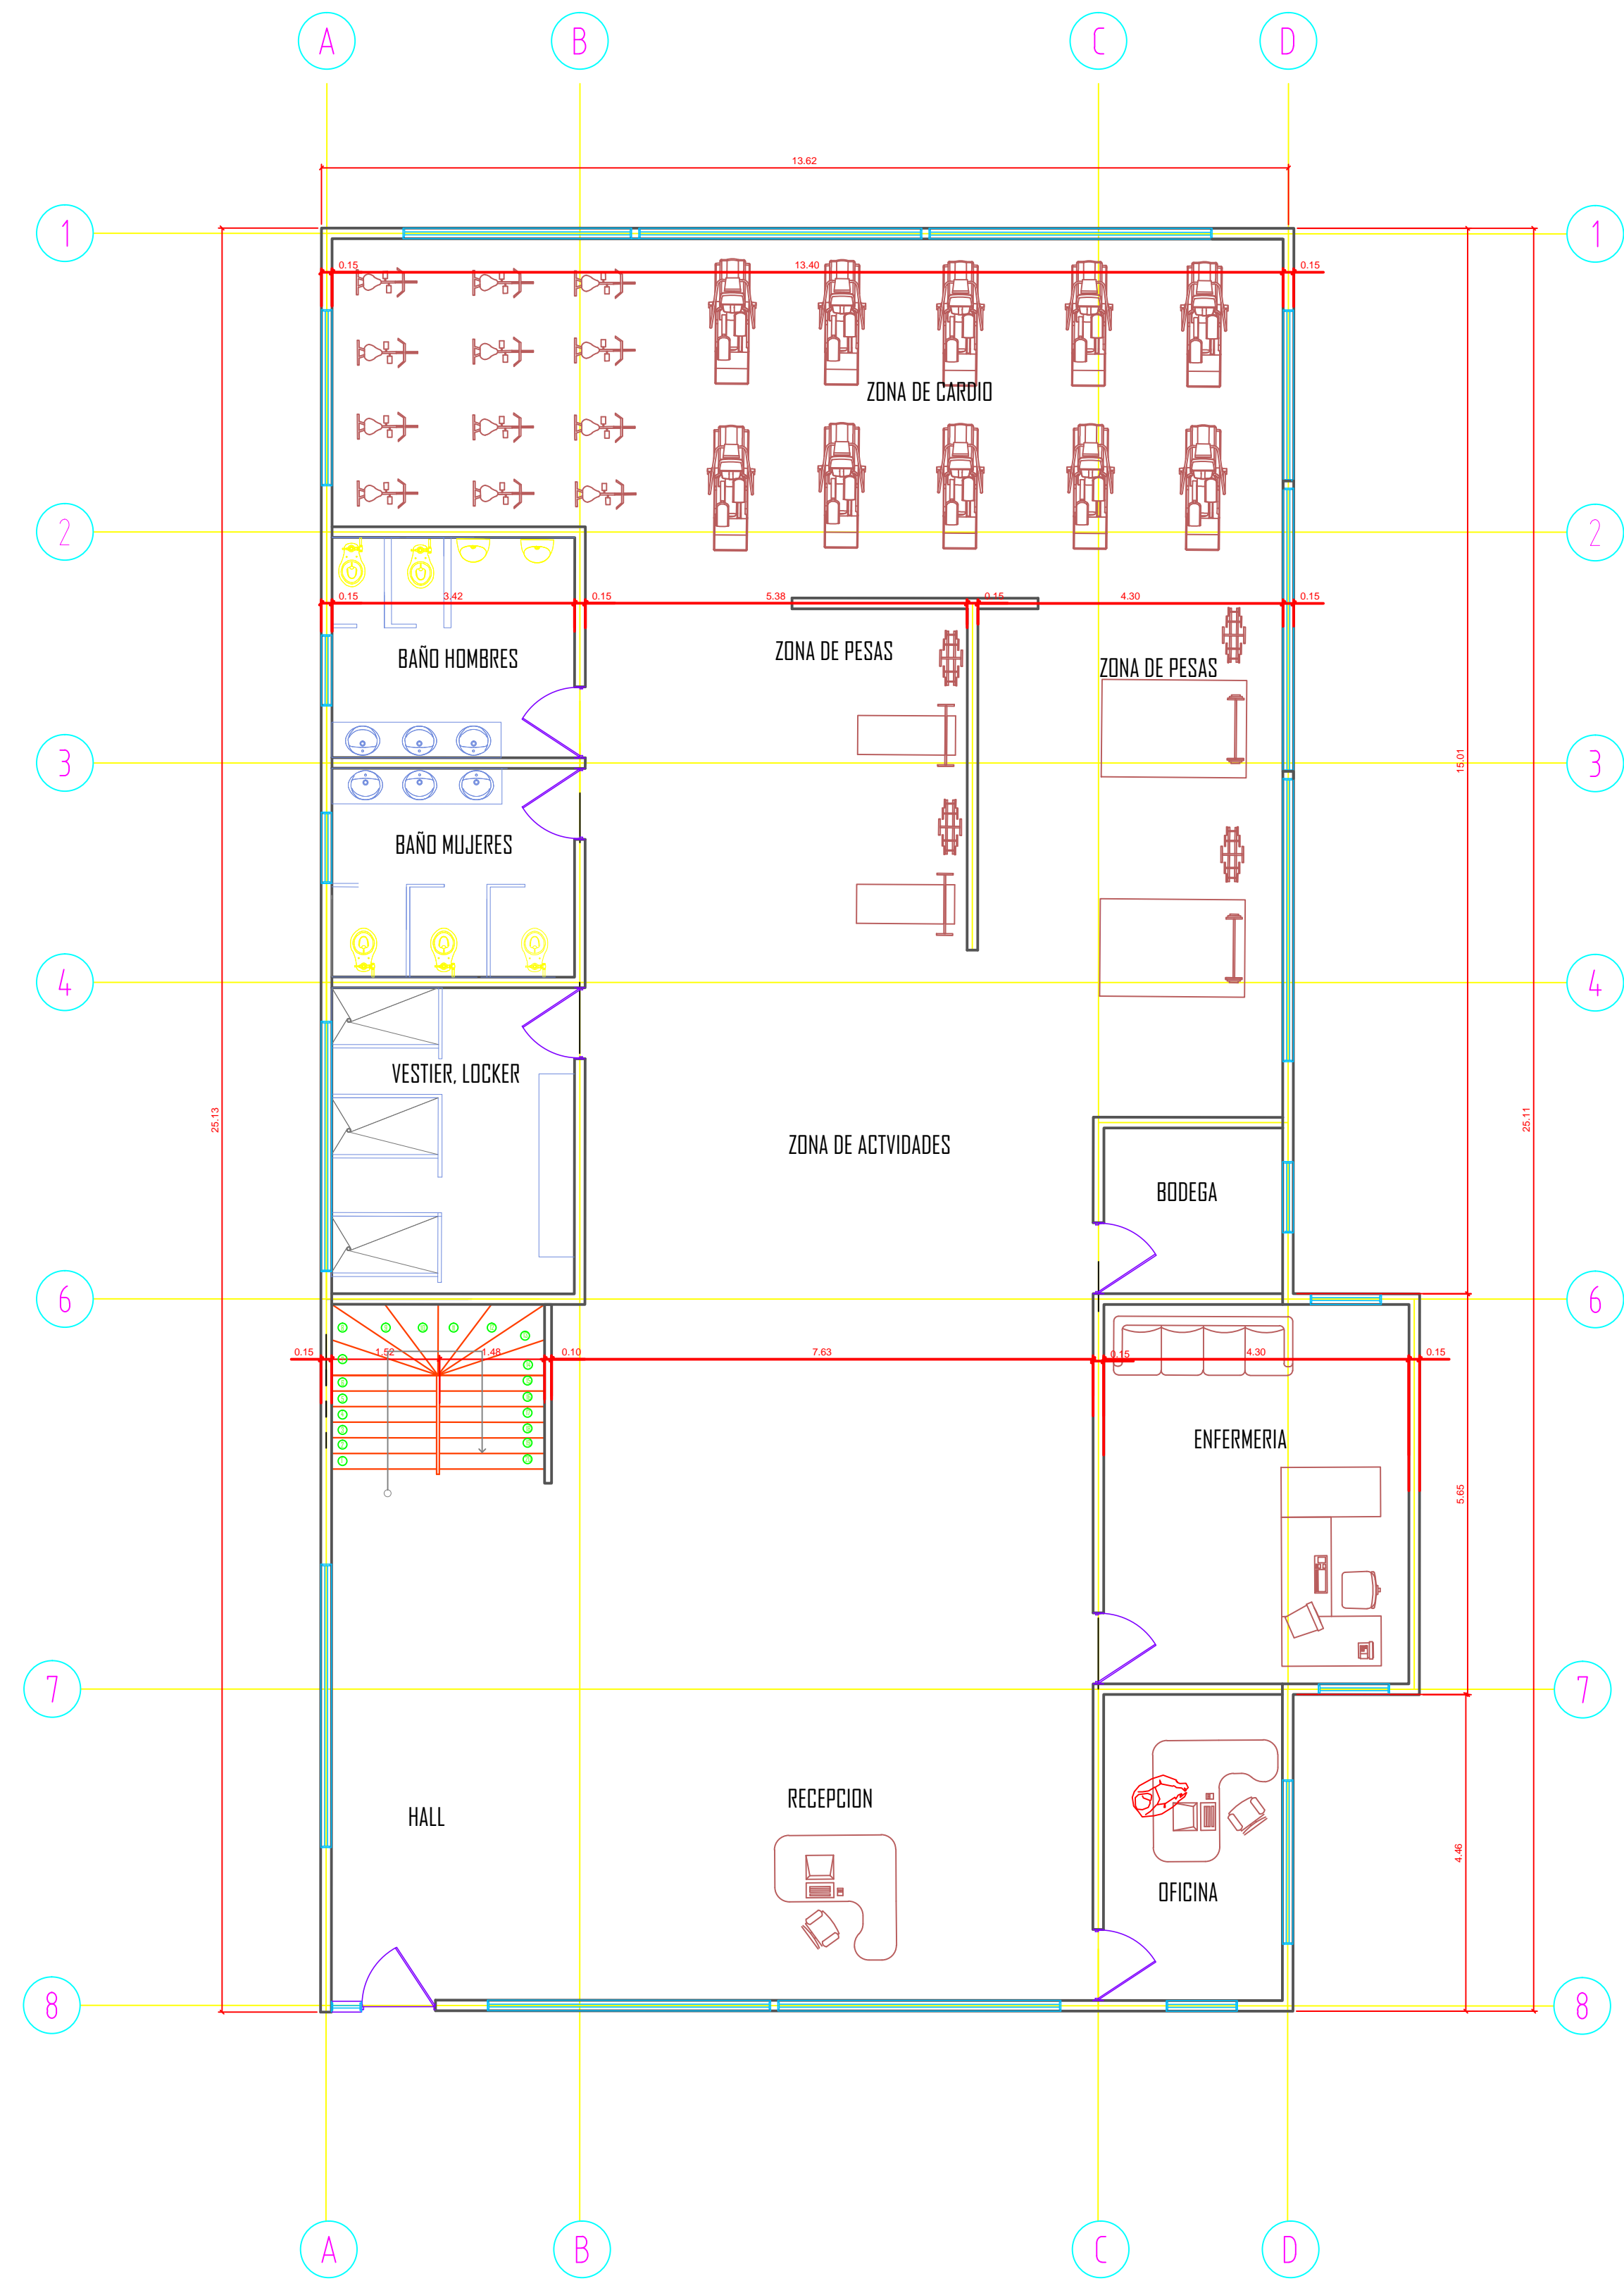 A B C D
13.62
1 1
0.15 13.40 0.15
ZONA DE CARDIO
2 2
0.15 3.42 0.15 5.38 0.15 4.30 0.15
BAÑO HOMBRES
ZONA DE PESAS
ZONA DE PESAS
3 3
15.01
BAÑO MUJERES
4 4
VESTIER, LOCKER
25.13
25.11
ZONA DE ACTVIDADES
BODEGA
6 6
0.15 1.52 1.48 0.10 7.63 0.15 4.30 0.15
ENFERMERIA
5.65
7 7
RECEPCION
HALL
4.46
OFICINA
8 8
A B C D